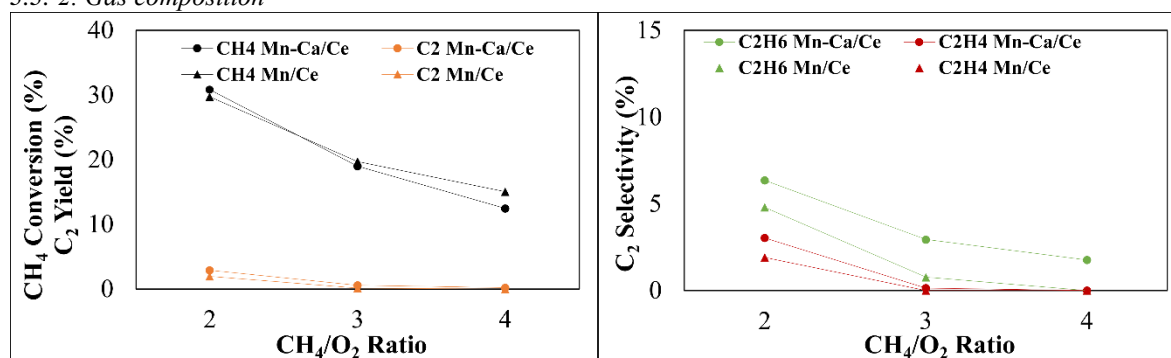 3.3. 2. Gas composition
CH4 Conversion (%)
C2 Yield (%)
40
30
20
10
0
CH4 Mn-Ca/Ce
C2 Mn-Ca/Ce
CH4 Mn/Ce
C2 Mn/Ce
2
3
4
CH4/O2 Ratio
C2 Selectivity (%)
15
10
5
0
C2H6 Mn-Ca/Ce
C2H4 Mn-Ca/Ce
C2H6 Mn/Ce
C2H4 Mn/Ce
2
3
4
CH4/O2 Ratio